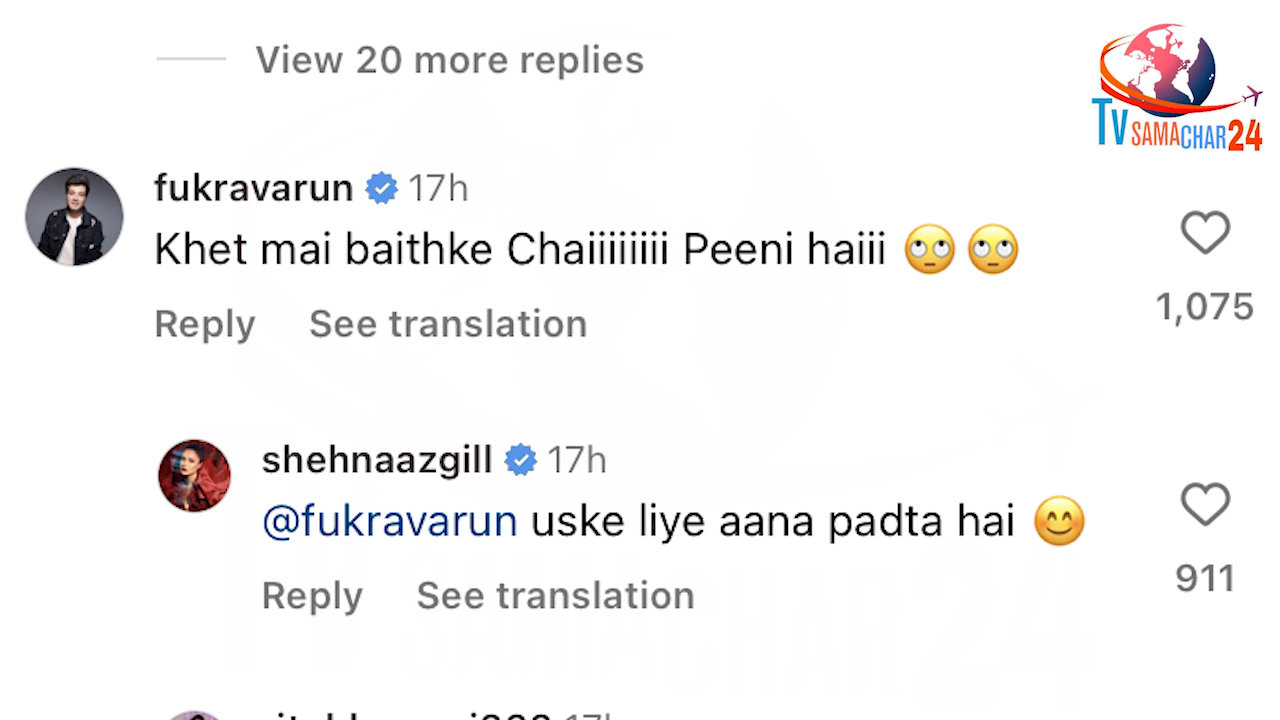 View 20 more replies
TV SAMACHAR24
fukravarun 17h
Khet mai baithke Chaiiiiiiii Peeni haiii 🙄🙄
1,075
Reply See translation
shehnaazgill 17h
@fukravarun uske liye aana padta hai 😊
911
Reply See translation
17h